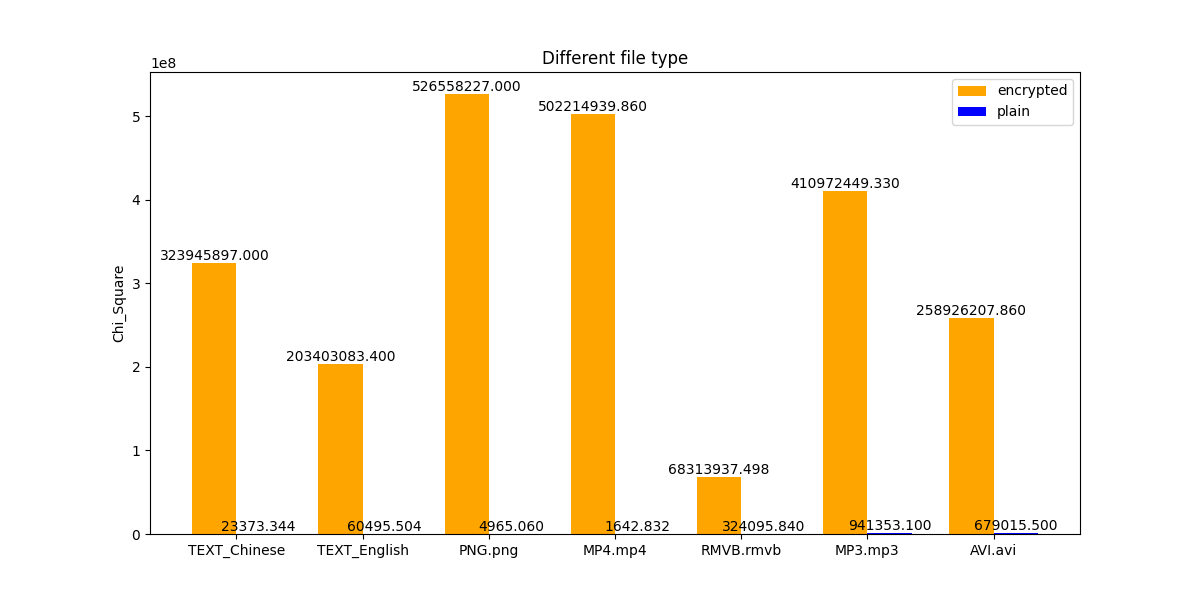 Different file type
1e8
Chi_Square
5
4
3
2
1
0
encrypted
plain
323945897.000
203403083.400
526558227.000
502214939.860
68313937.498
410972449.330
258926207.860
23373.344
60495.504
4965.060
1642.832
324095.840
941353.100
679015.500
TEXT_Chinese
TEXT_English
PNG.png
MP4.mp4
RMVB.rmvb
MP3.mp3
AVI.avi